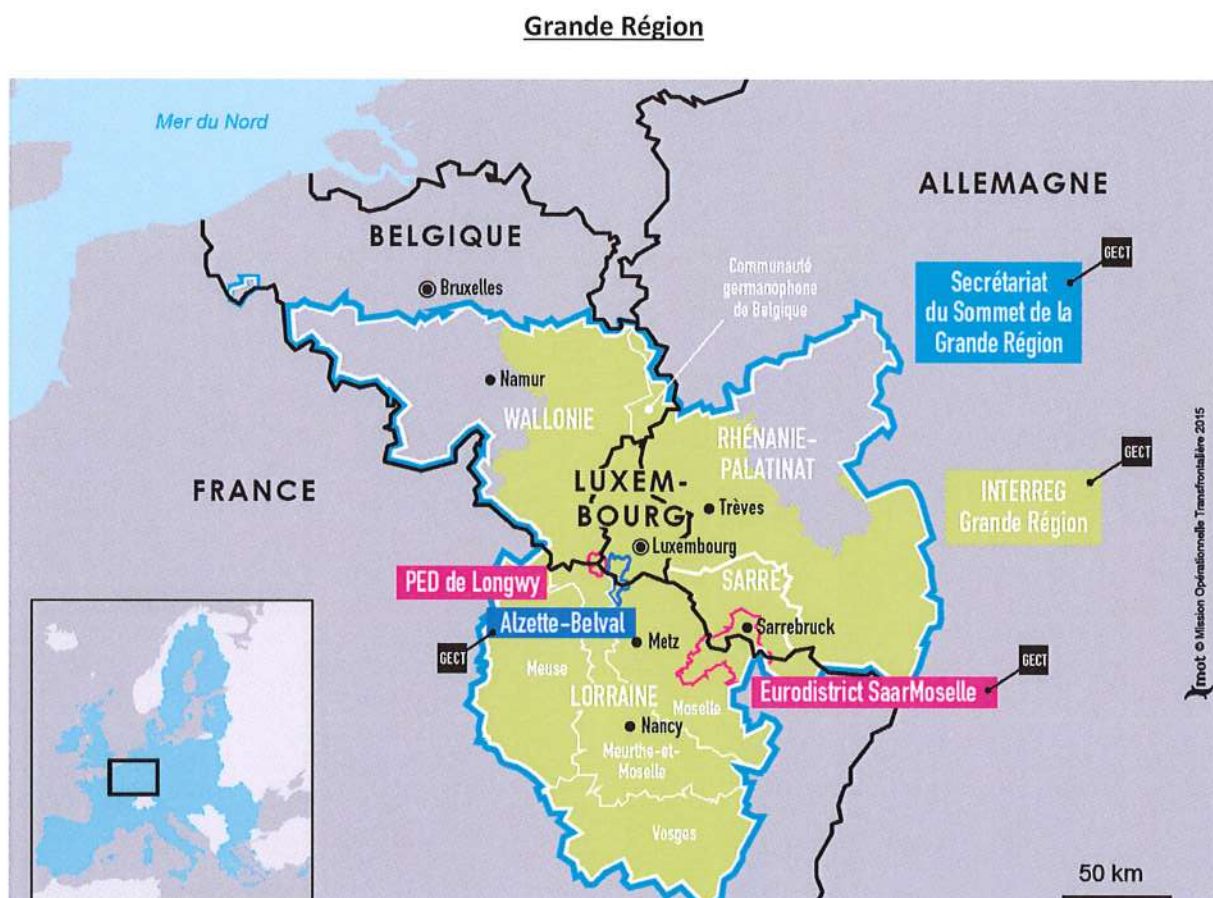 Grande Région
Mer du Nord
ALLEMAGNE
BELGIQUE
GECT
Communauté
germanophone
de Belgique
Secrétariat
du Sommet de la
Grande Région
Bruxelles
Namur
WALLONIE
RHÉNANIE-
PALATINAT
GECT
FRANCE
LUXEM-
BOURG
Trèves
INTERREG
Grande Région
Luxembourg
PED de Longwy
SARRE
Alzette-Belval
Sarrebruck
Metz
GECT
GECT
Meuse
Eurodistrict SaarMoselle
LORRAINE
Moselle
Nancy
Meurthe-et-
Moselle
Vosges
50 km
mot © Mission Opérationnelle Transfrontalière 2015